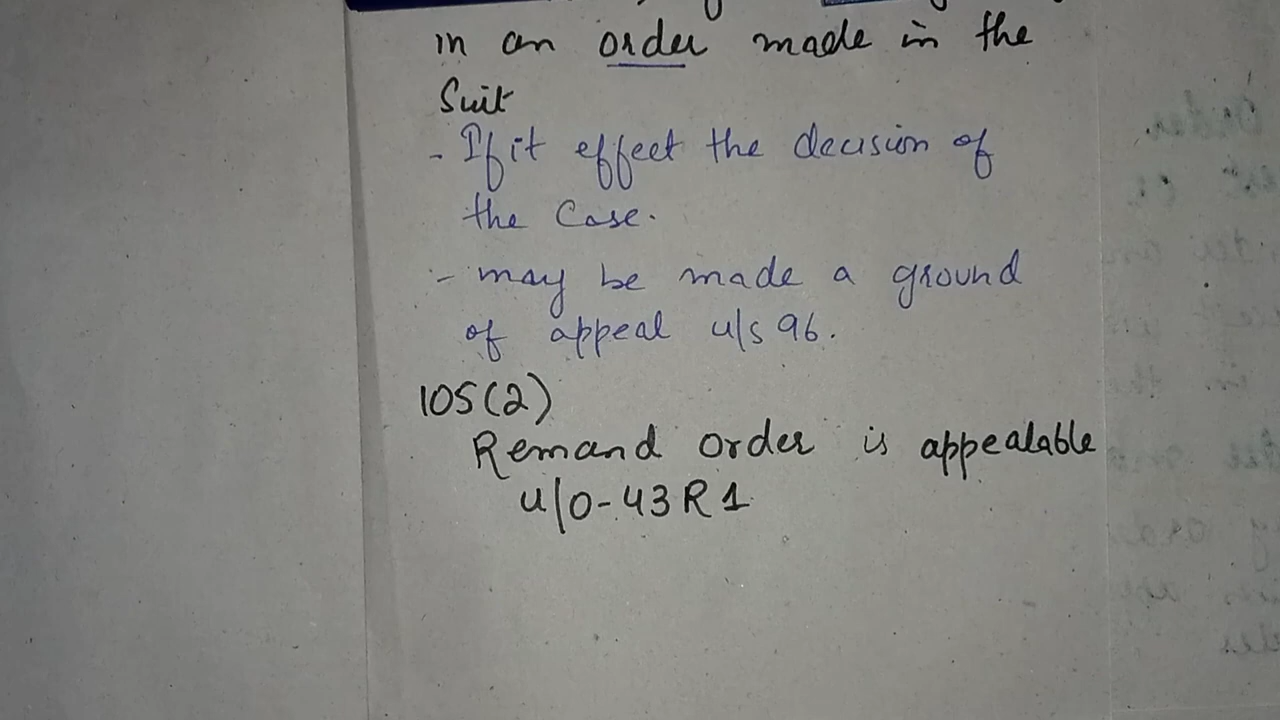 in an order made in the
Suit
- If it effect the decision of
the Case.
- may be made a ground
of appeal u/s 96.
105(2)
Remand order is appealable
u/O-43 R 1